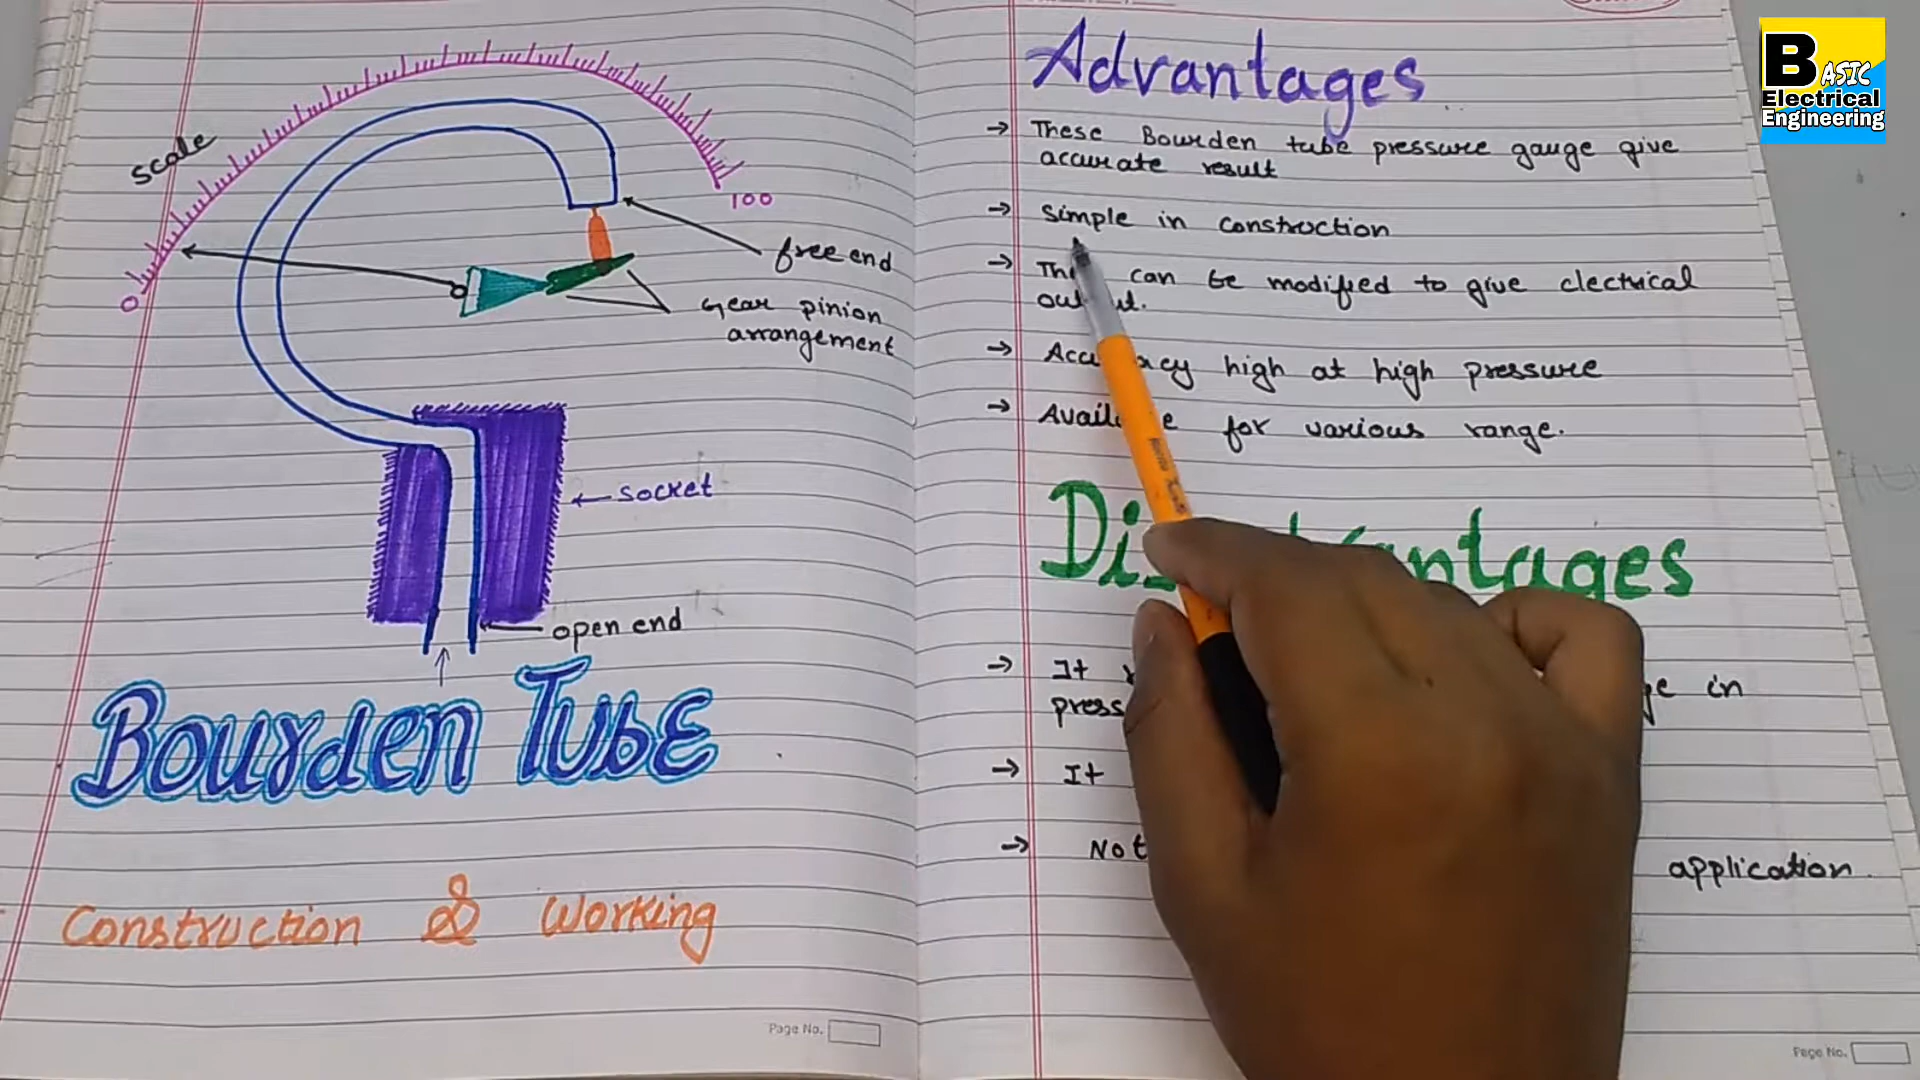 scale
0
100
free end
Gear pinion
arrangement
socket
open end
Bourden Tube
Construction & Working
Page No.
Advantages
→ These Bourden tube pressure gauge give
accurate result
→ Simple in construction
→ can be modified to give electrical
→ high at high pressure
→ for various range.
→ It in
→ It
→ Not application.
Page No.
BASIC
Electrical
Engineering